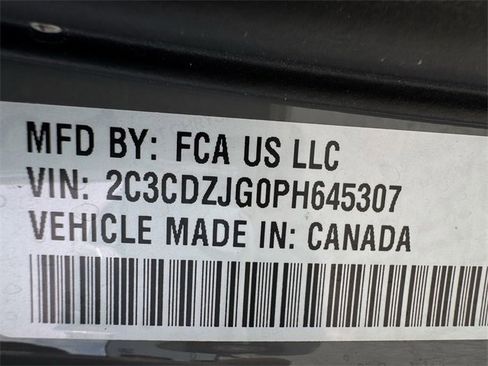 MFD BY: FCA US LLC
VIN: 2C3CDZJG0PH645307
VEHICLE MADE IN: CANADA